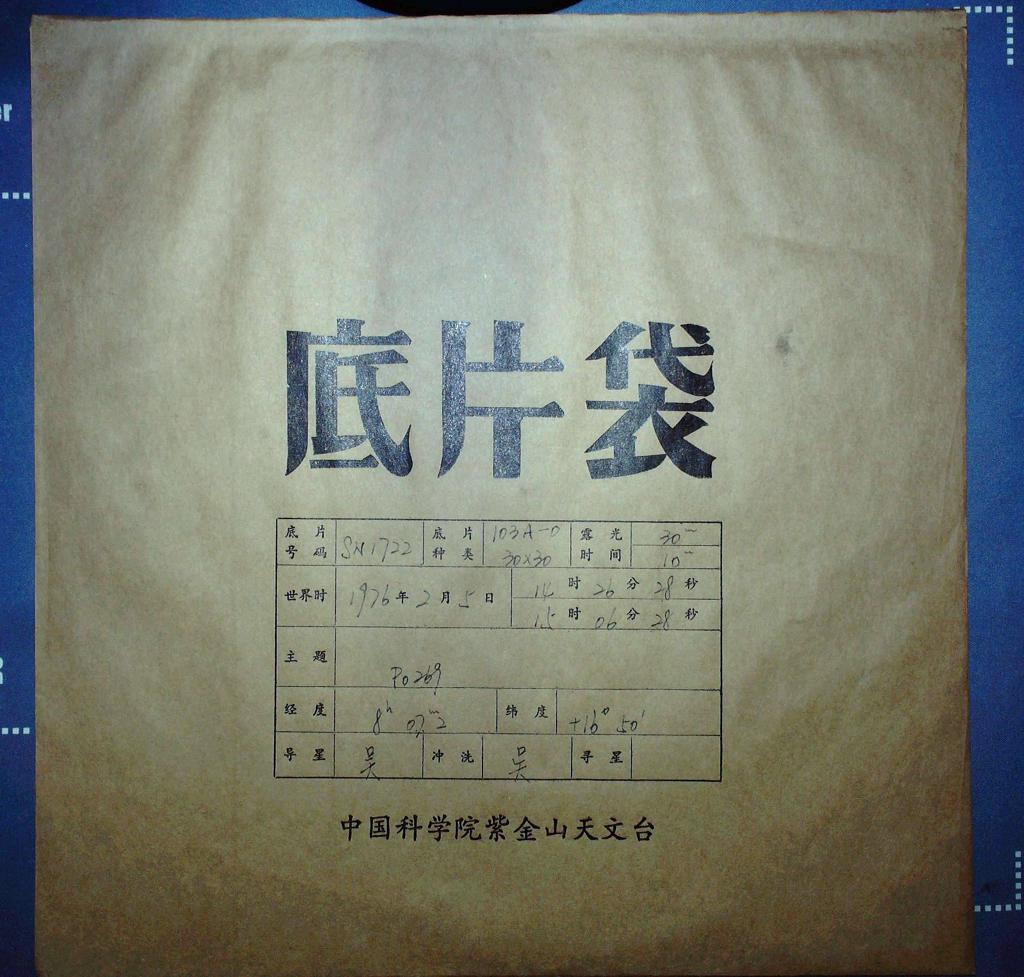 底片袋
底片号码 SN1722 底片种类 103A-D 30×30 露光时间 30m 10m
世界时 1976年2月5日 14时26分28秒
15时06分28秒
主题 Po269
经度 8h 07m2 纬度 +16° 50′
导星 吴 冲洗 吴 寻星
中国科学院紫金山天文台